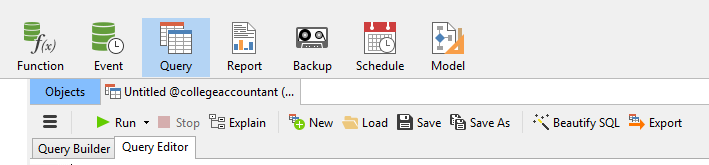 f(x)
Function Event Query Report Backup Schedule Model
Objects Untitled @collegeaccountant (...
Run Stop Explain New Load Save Save As Beautify SQL Export
Query Builder Query Editor